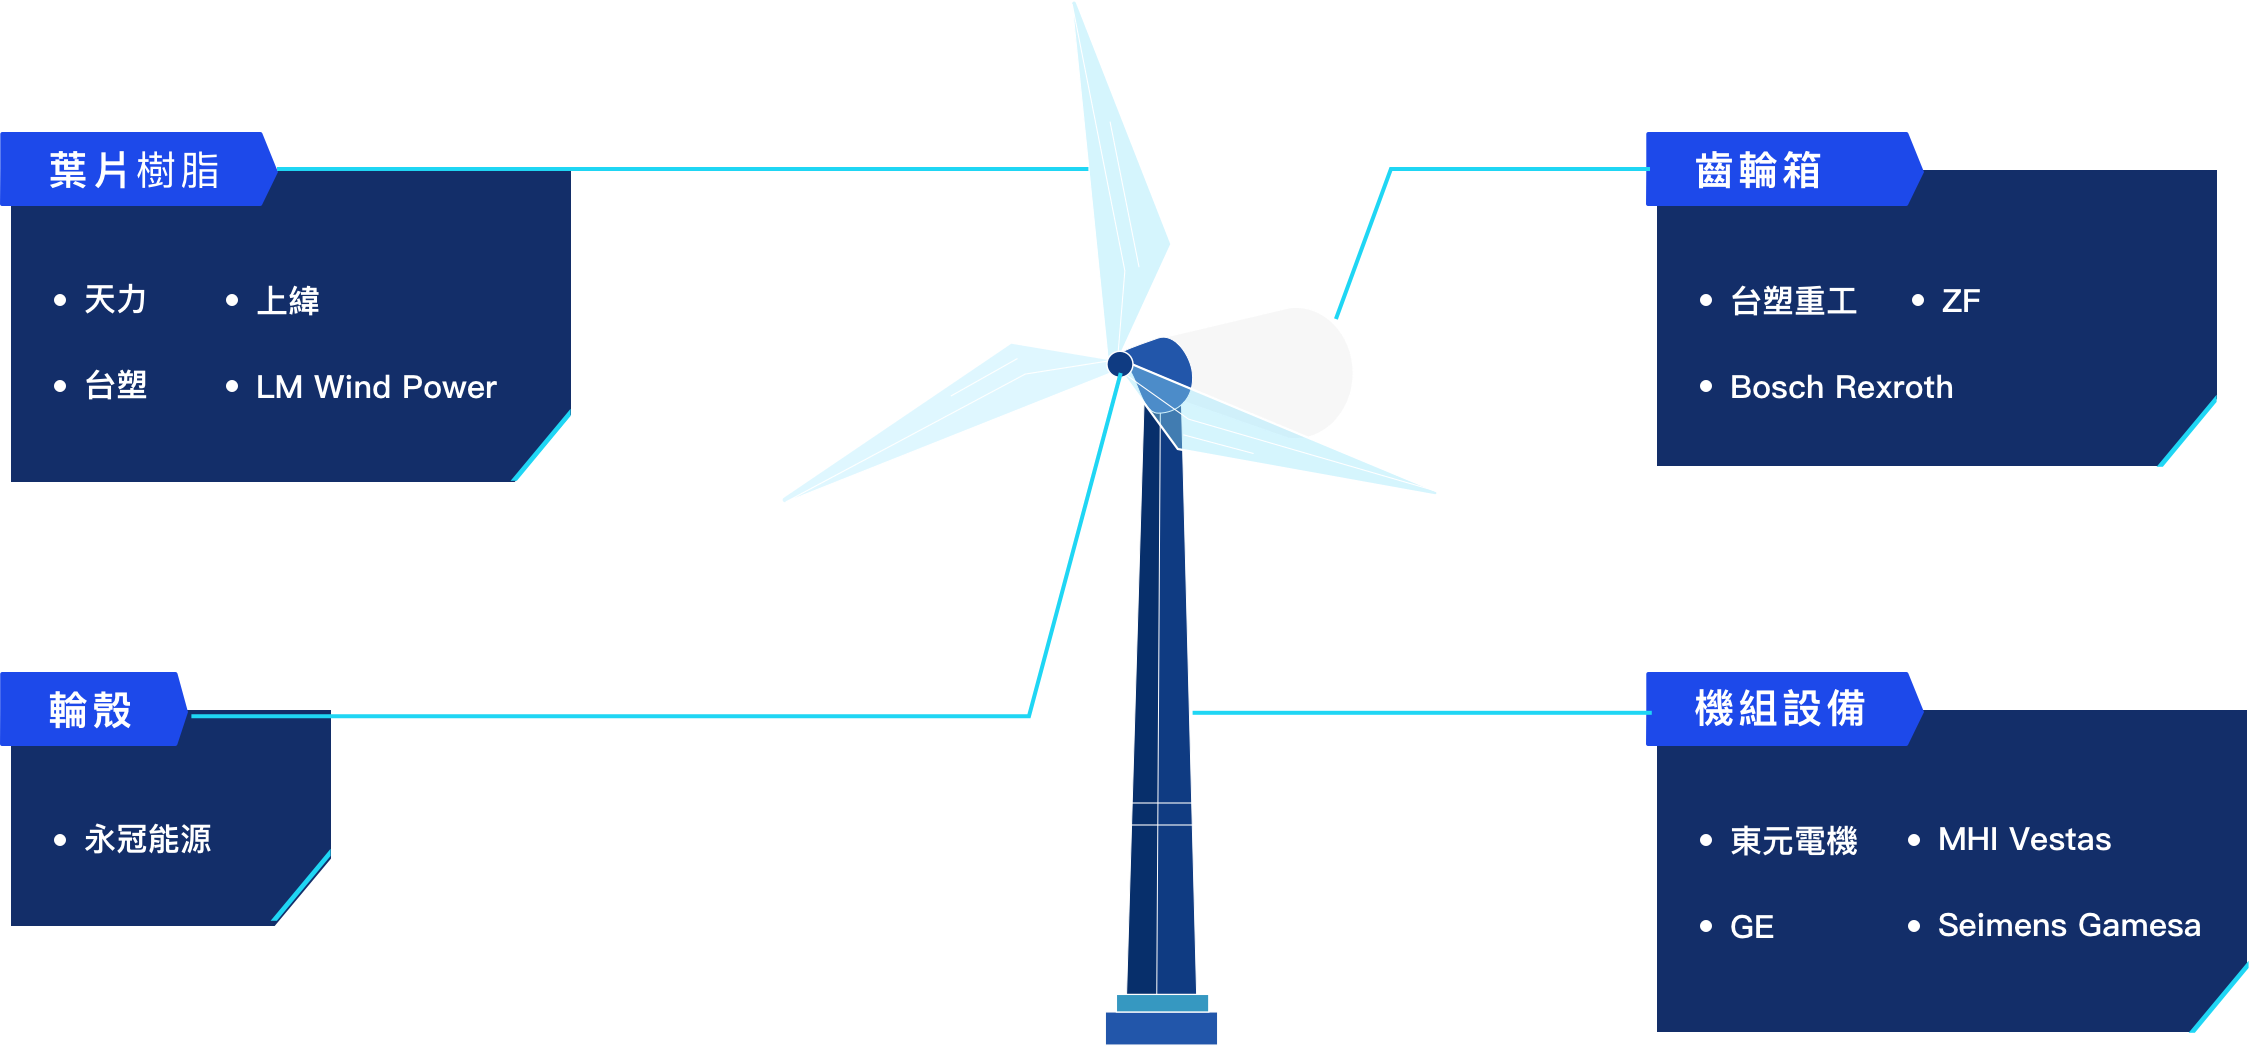 葉片樹脂
天力
上緯
台塑
LM Wind Power
齒輪箱
台塑重工
ZF
Bosch Rexroth
輪殼
永冠能源
機組設備
東元電機
MHI Vestas
GE
Seimens Gamesa